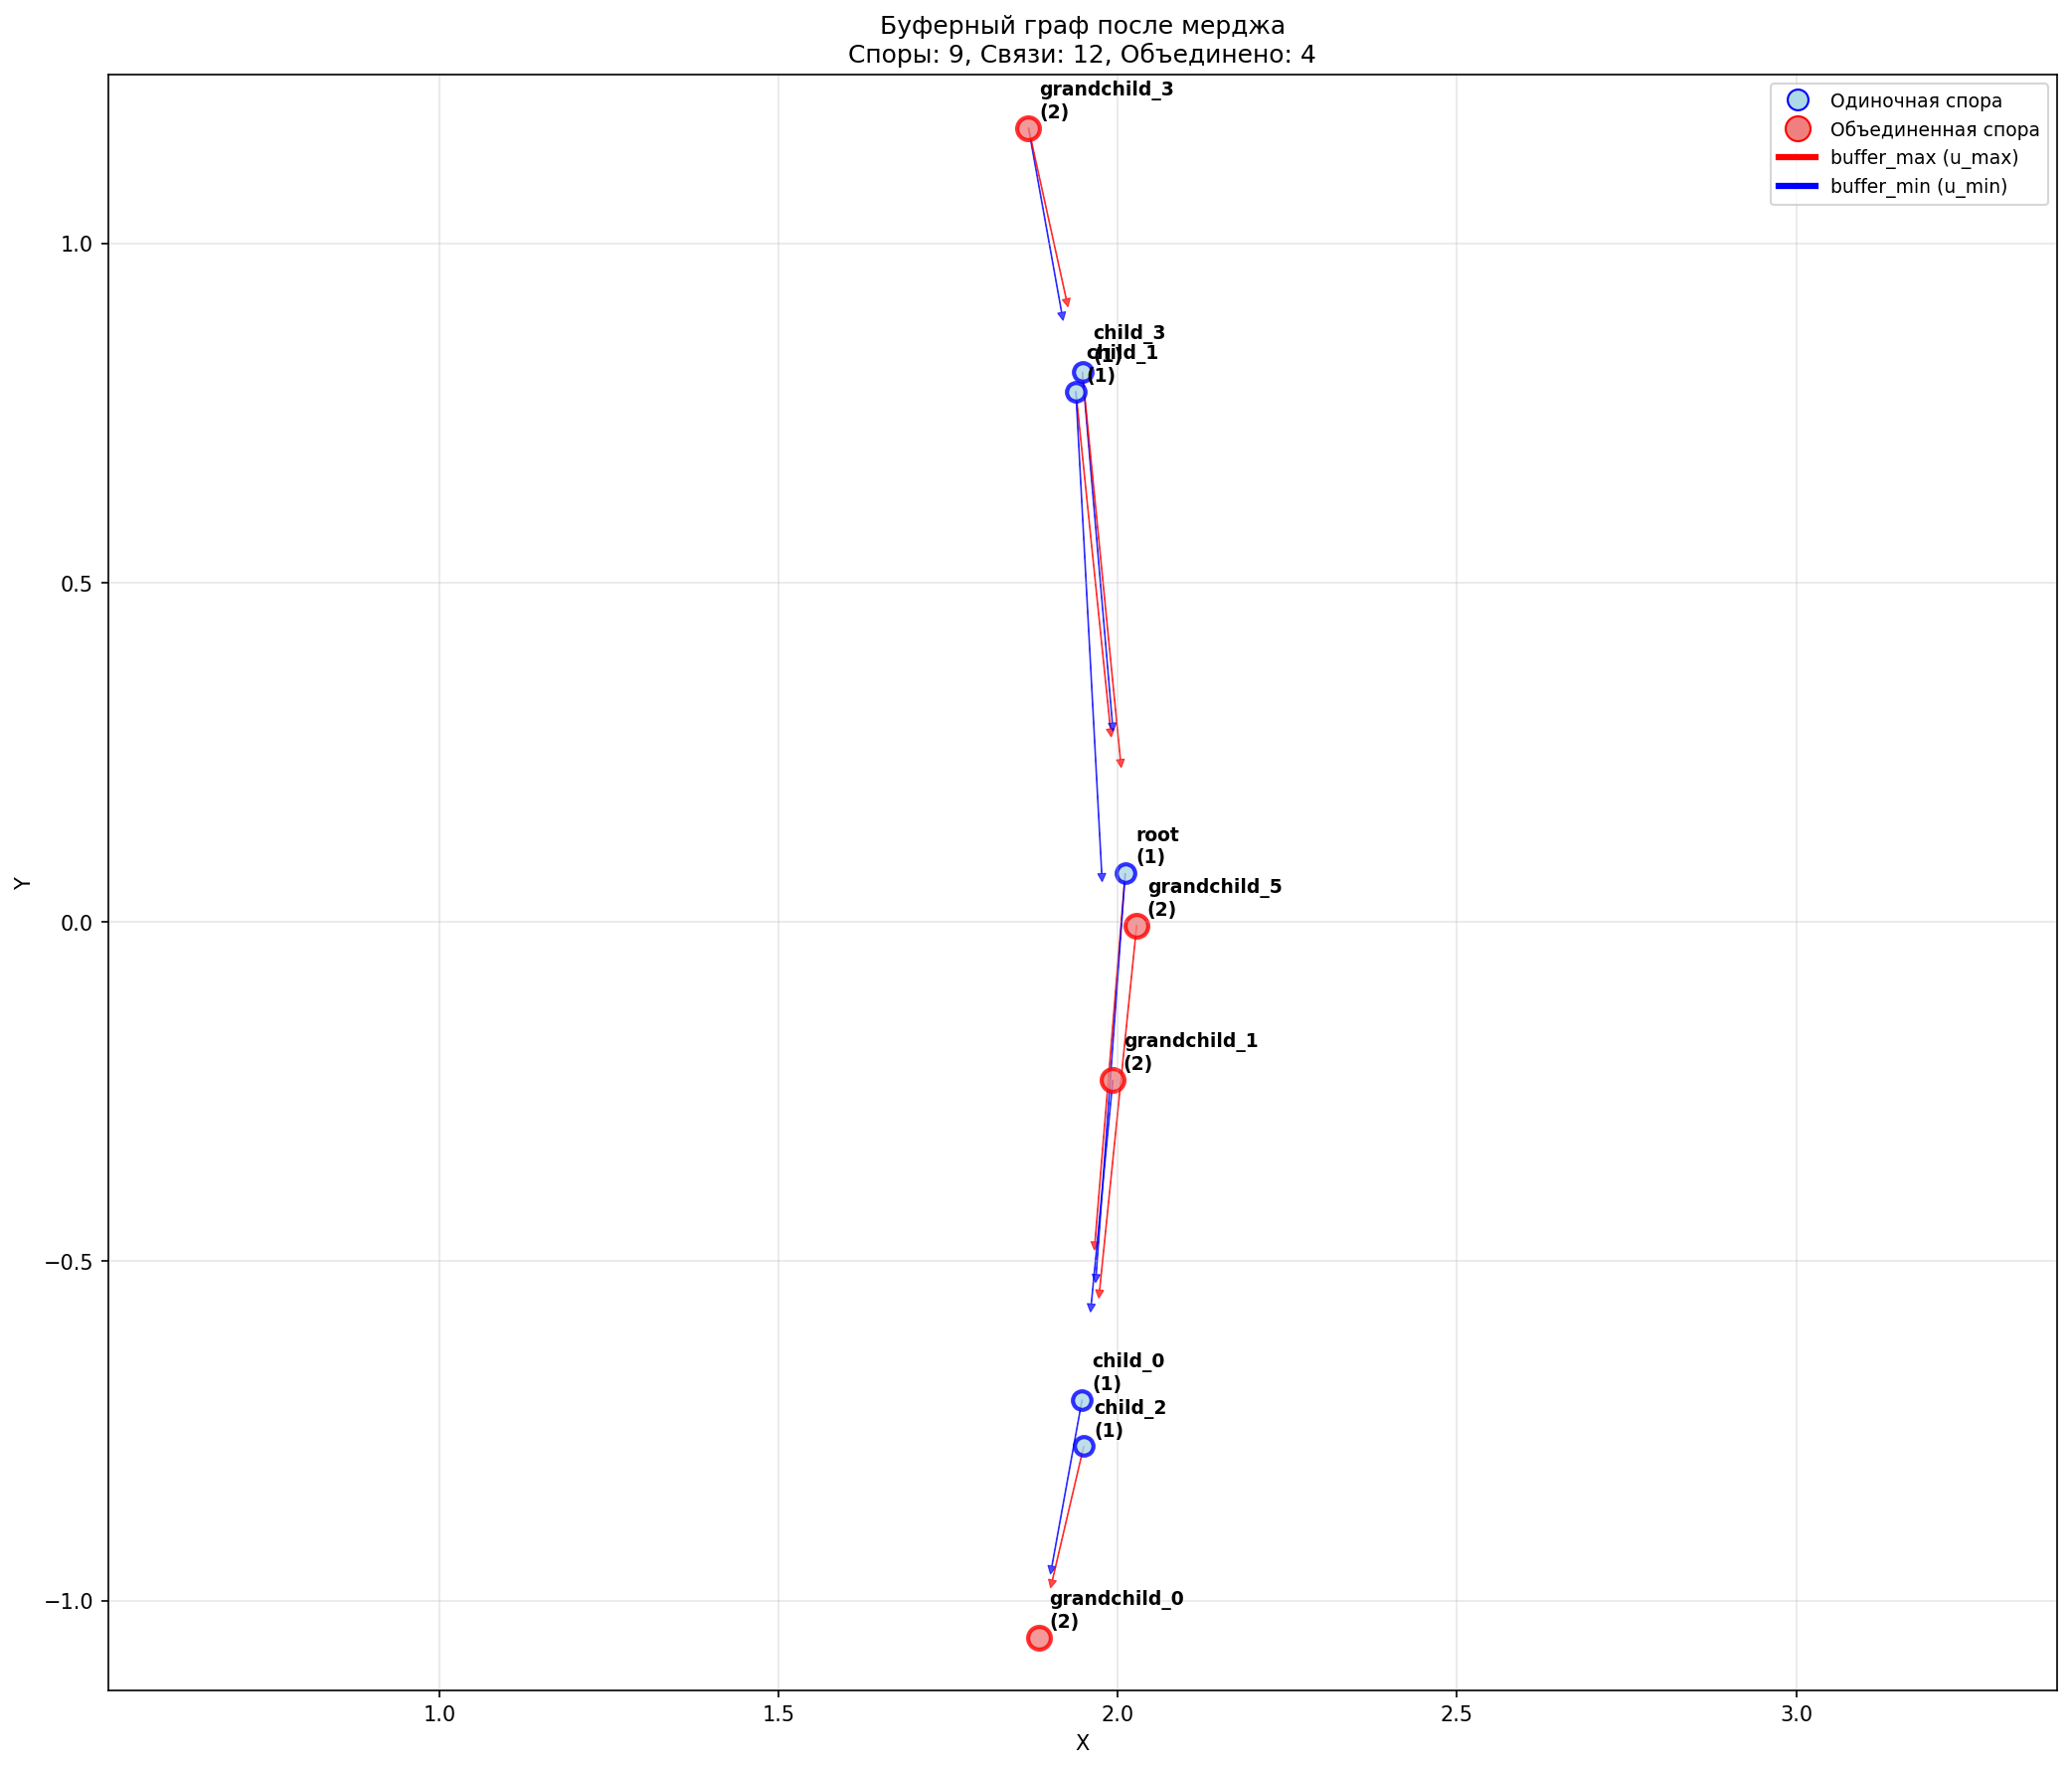 Буферный граф после мерджа
Споры: 9, Связи: 12, Объединено: 4
grandchild_3
(2)
Одиночная спора
Объединенная спора
buffer_max (u_max)
buffer_min (u_min)
child_3
(1)
child_1
(1)
root
(1)
grandchild_5
(2)
grandchild_1
(2)
child_0
(1)
child_2
(1)
grandchild_0
(2)
1.0
0.5
0.0
−0.5
−1.0
Y
1.0
1.5
2.0
2.5
3.0
X